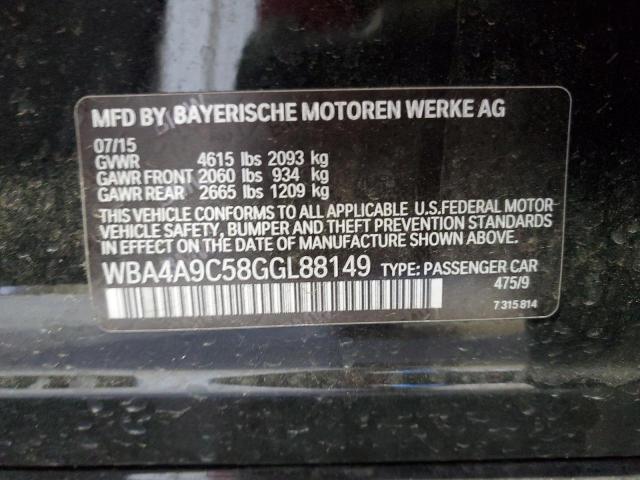 MFD BY BAYERISCHE MOTOREN WERKE AG
07/15
GVWR 4615 lbs 2093 kg
GAWR FRONT 2060 lbs 934 kg
GAWR REAR 2665 lbs 1209 kg
THIS VEHICLE CONFORMS TO ALL APPLICABLE U.S.FEDERAL MOTOR
VEHICLE SAFETY, BUMPER AND THEFT PREVENTION STANDARDS
IN EFFECT ON THE DATE OF MANUFACTURE SHOWN ABOVE.
WBA4A9C58GGL88149 TYPE: PASSENGER CAR
475/9
7 315 814